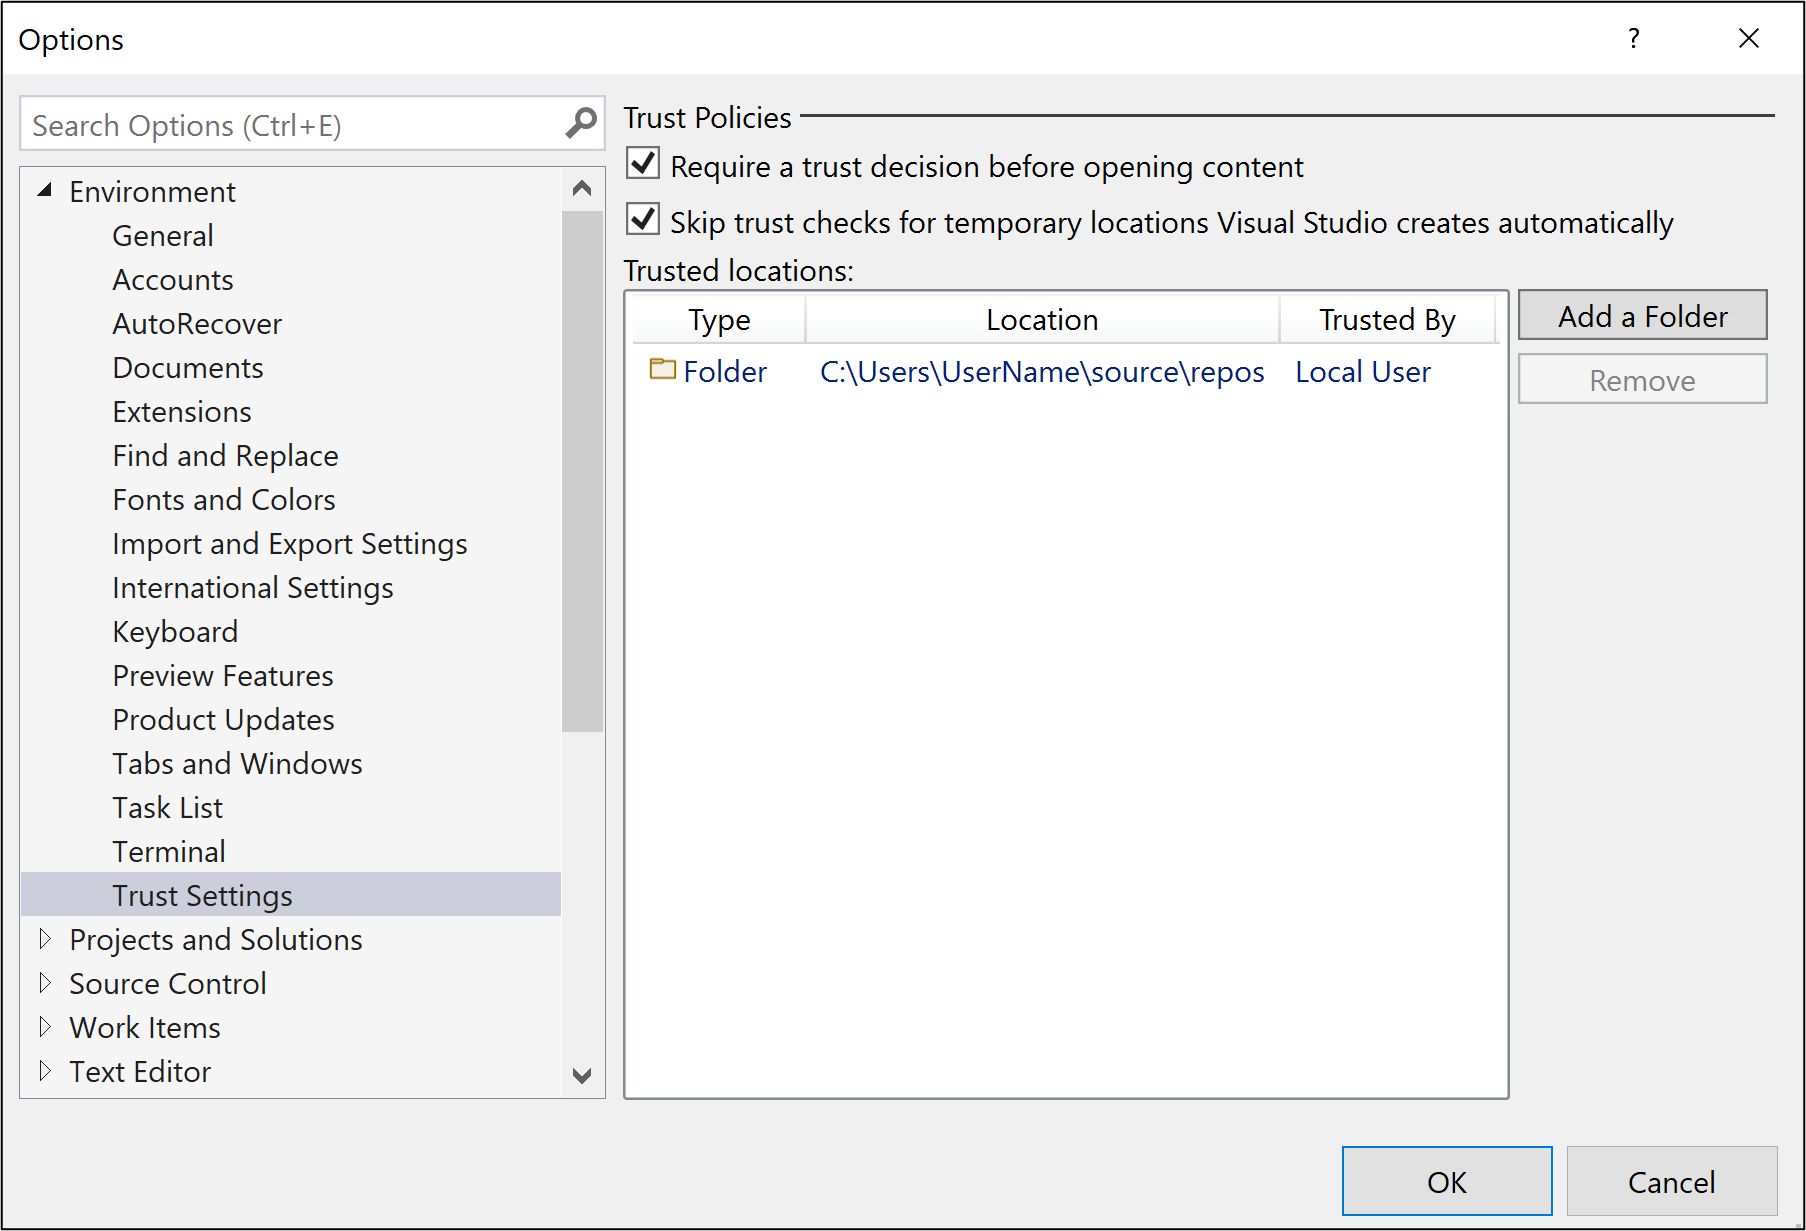 Options
?
Search Options (Ctrl+E)
Environment
General
Accounts
AutoRecover
Documents
Extensions
Find and Replace
Fonts and Colors
Import and Export Settings
International Settings
Keyboard
Preview Features
Product Updates
Tabs and Windows
Task List
Terminal
Trust Settings
Projects and Solutions
Source Control
Work Items
Text Editor
Trust Policies
Require a trust decision before opening content
Skip trust checks for temporary locations Visual Studio creates automatically
Trusted locations:
Type Location Trusted By
Folder C:\Users\UserName\source\repos Local User
Add a Folder
Remove
OK Cancel